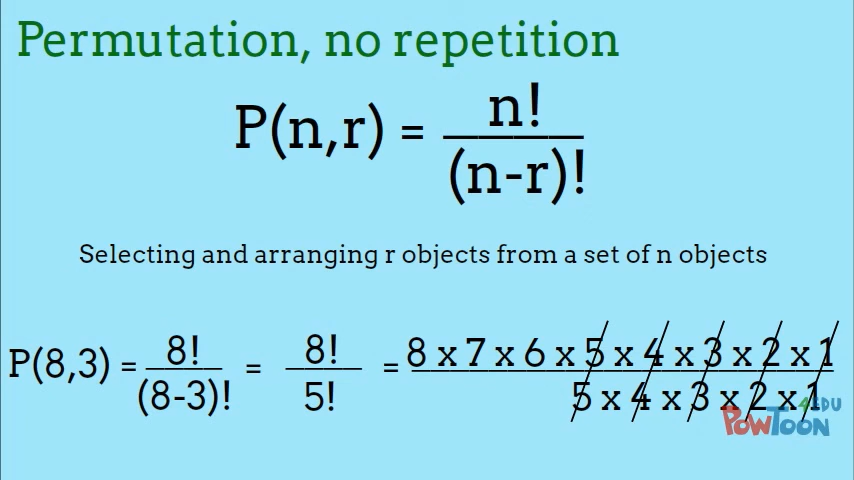 Permutation, no repetition
P(n,r) = n!
(n-r)!
Selecting and arranging r objects from a set of n objects
P(8,3) = 8! = 8! = 8 x 7 x 6 x 5 x 4 x 3 x 2 x 1
(8-3)! 5! 5 x 4 x 3 x 2 x 1
4EDU
POWTOON